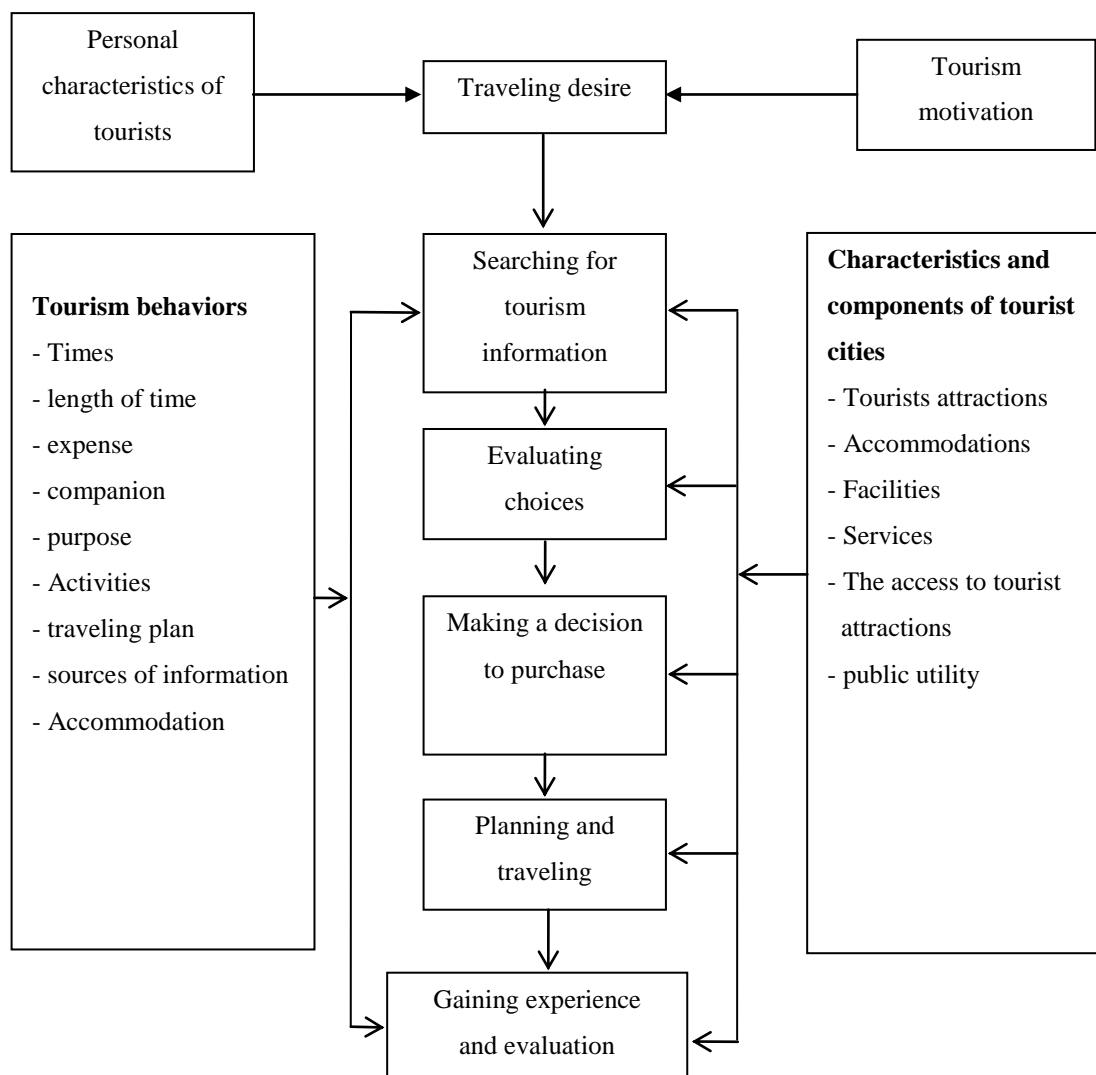 Personal
characteristics of
tourists
Traveling desire
Tourism
motivation
Tourism behaviors
- Times
- length of time
- expense
- companion
- purpose
- Activities
- traveling plan
- sources of information
- Accommodation
Searching for
tourism
information
Evaluating
choices
Making a decision
to purchase
Planning and
traveling
Gaining experience
and evaluation
Characteristics and
components of tourist
cities
- Tourists attractions
- Accommodations
- Facilities
- Services
- The access to tourist
attractions
- public utility